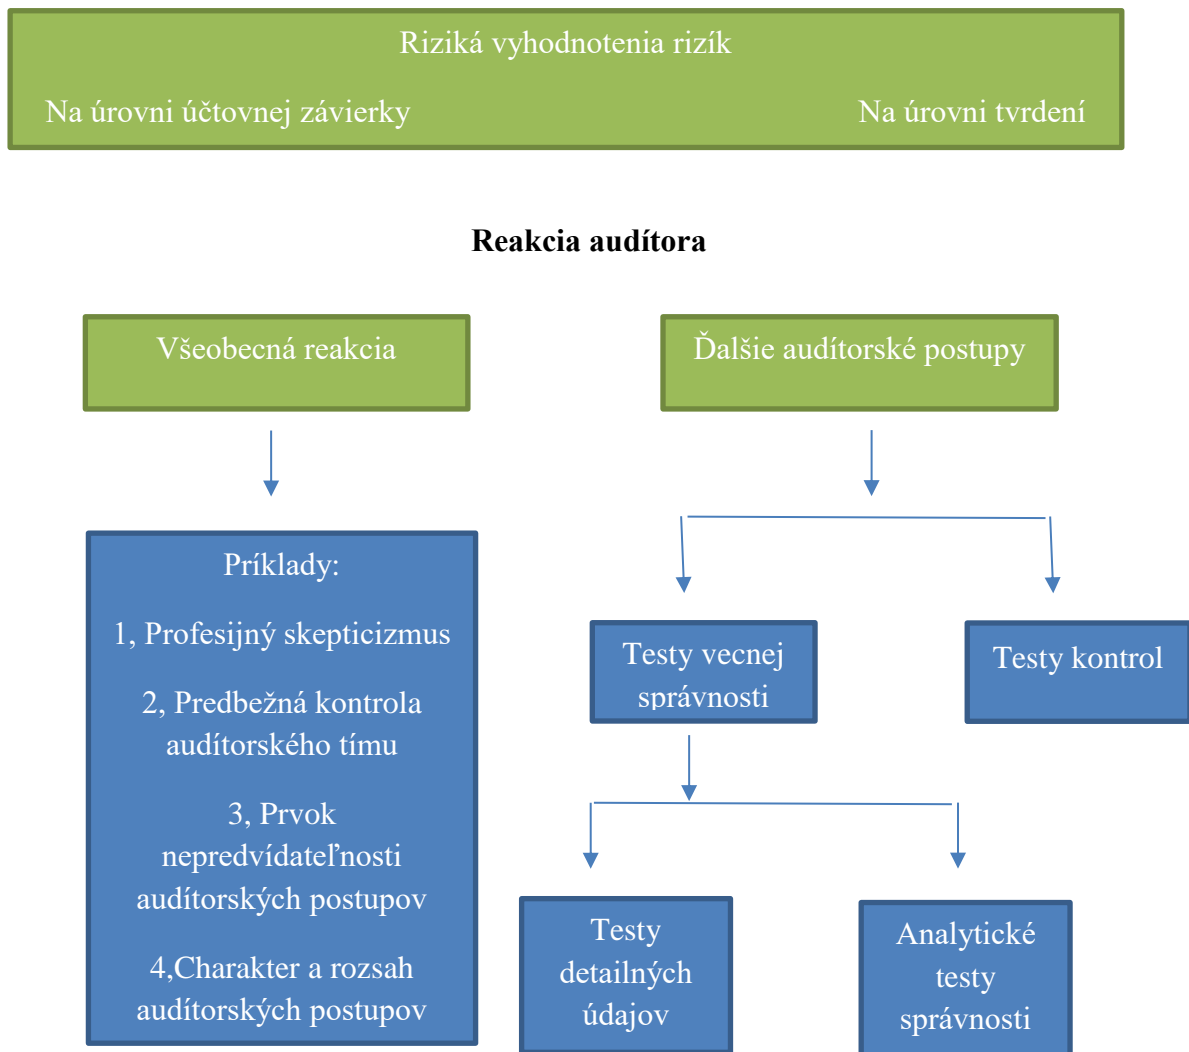 Riziká vyhodnotenia rizík
Na úrovni účtovnej závierky Na úrovni tvrdení
Reakcia audítora
Všeobecná reakcia
Ďalšie audítorské postupy
Príklady:
1, Profesijný skepticizmus
2, Predbežná kontrola
audítorského tímu
3, Prvok
nepredvídateľnosti
audítorských postupov
4,Charakter a rozsah
audítorských postupov
Testy vecnej
správnosti
Testy kontrol
Testy
detailných
údajov
Analytické
testy
správnosti